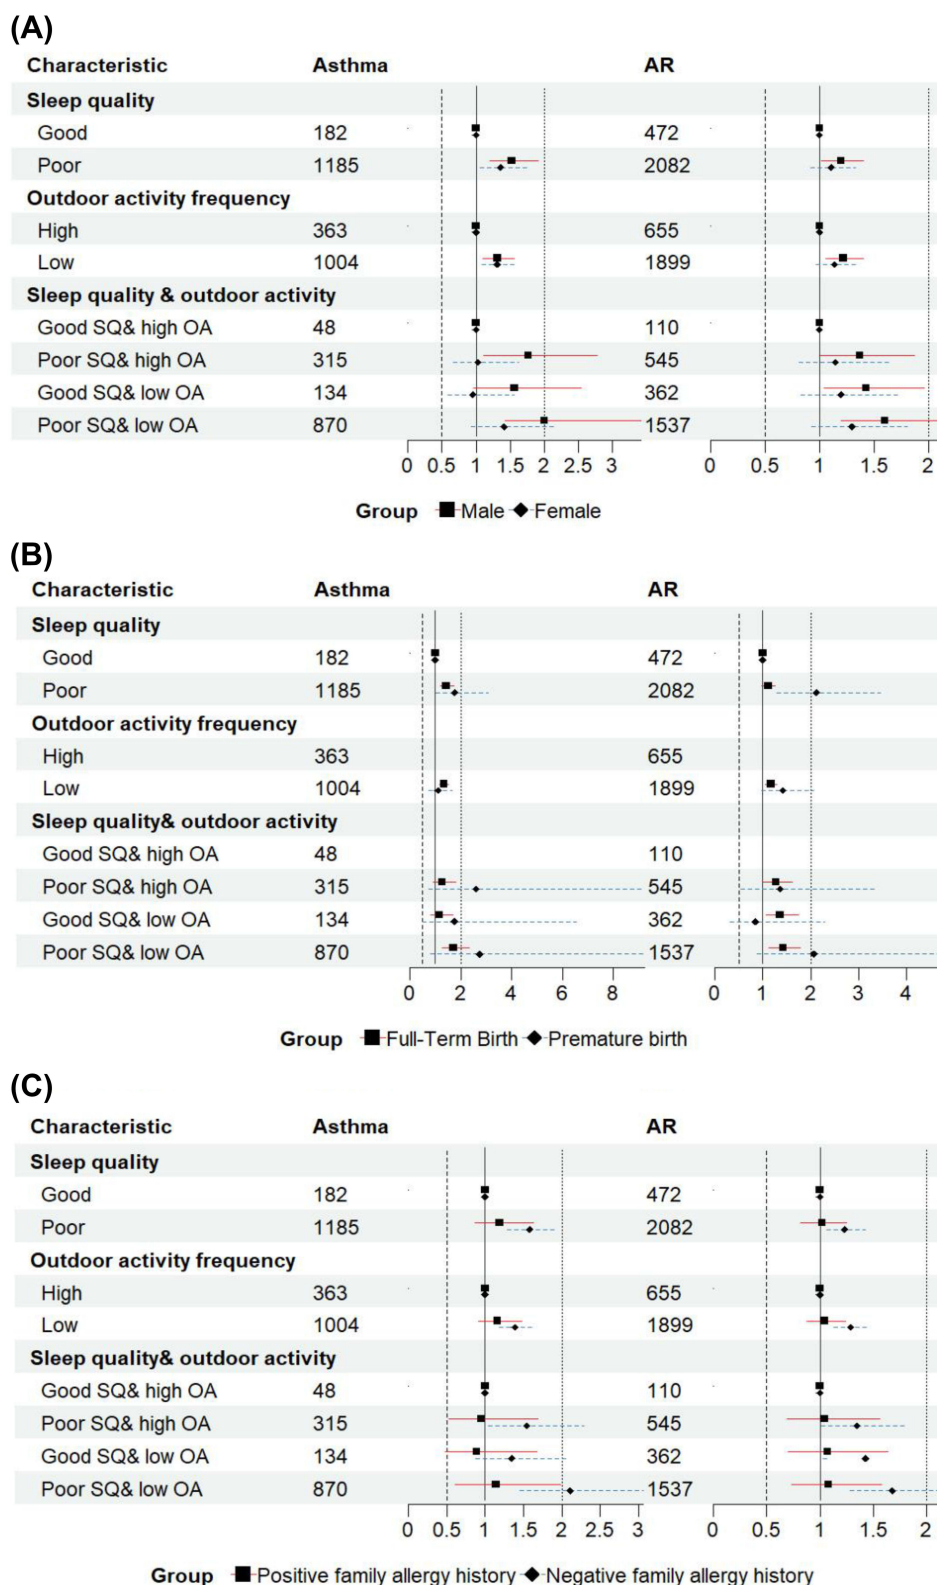 (A)
Characteristic Asthma AR
Sleep quality
Good 182 472
Poor 1185 2082
Outdoor activity frequency
High 363 655
Low 1004 1899
Sleep quality & outdoor activity
Good SQ& high OA 48 110
Poor SQ& high OA 315 545
Good SQ& low OA 134 362
Poor SQ& low OA 870 1537
0 0.5 1 1.5 2 2.5 3 0 0.5 1 1.5 2
Group Male Female
(B)
Characteristic Asthma AR
Sleep quality
Good 182 472
Poor 1185 2082
Outdoor activity frequency
High 363 655
Low 1004 1899
Sleep quality& outdoor activity
Good SQ& high OA 48 110
Poor SQ& high OA 315 545
Good SQ& low OA 134 362
Poor SQ& low OA 870 1537
0 2 4 6 8 0 1 2 3 4
Group Full-Term Birth Premature birth
(C)
Characteristic Asthma AR
Sleep quality
Good 182 472
Poor 1185 2082
Outdoor activity frequency
High 363 655
Low 1004 1899
Sleep quality& outdoor activity
Good SQ& high OA 48 110
Poor SQ& high OA 315 545
Good SQ& low OA 134 362
Poor SQ& low OA 870 1537
0 0.5 1 1.5 2 2.5 3 0 0.5 1 1.5 2
Group Positive family allergy history Negative family allergy history